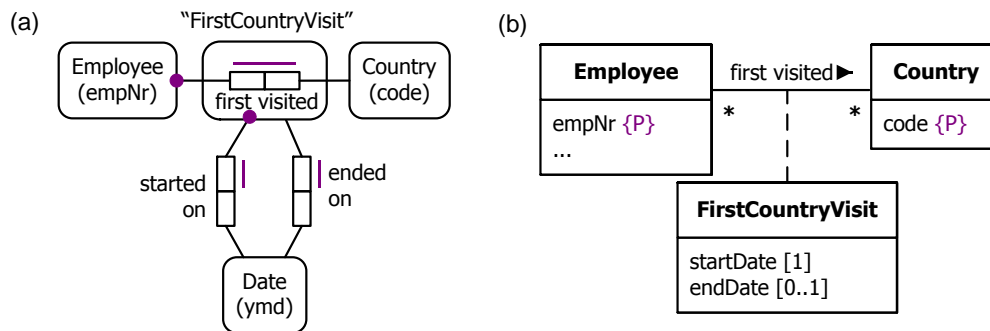 (a)
“FirstCountryVisit”
Employee
(empNr)
Country
(code)
first visited
started
on
ended
on
Date
(ymd)
(b)
Employee
empNr {P}
...
first visited
*
*
Country
code {P}
FirstCountryVisit
startDate [1]
endDate [0..1]